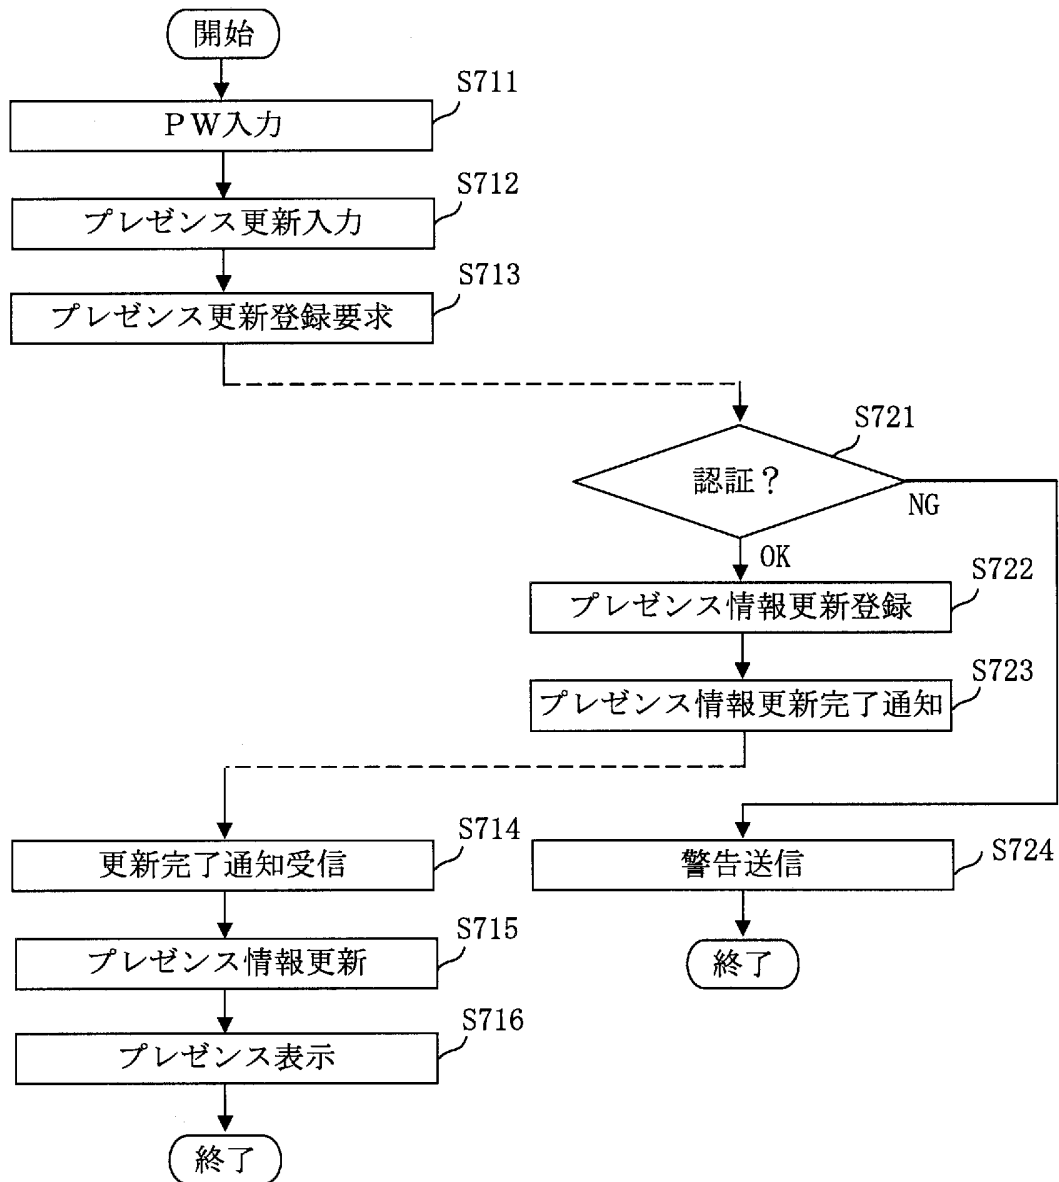 開始
S711
ＰＷ入力
S712
プレゼンス更新入力
S713
プレゼンス更新登録要求
S721
認証？
NG
OK
S722
プレゼンス情報更新登録
S723
プレゼンス情報更新完了通知
S714
更新完了通知受信
S724
警告送信
S715
プレゼンス情報更新
終了
S716
プレゼンス表示
終了